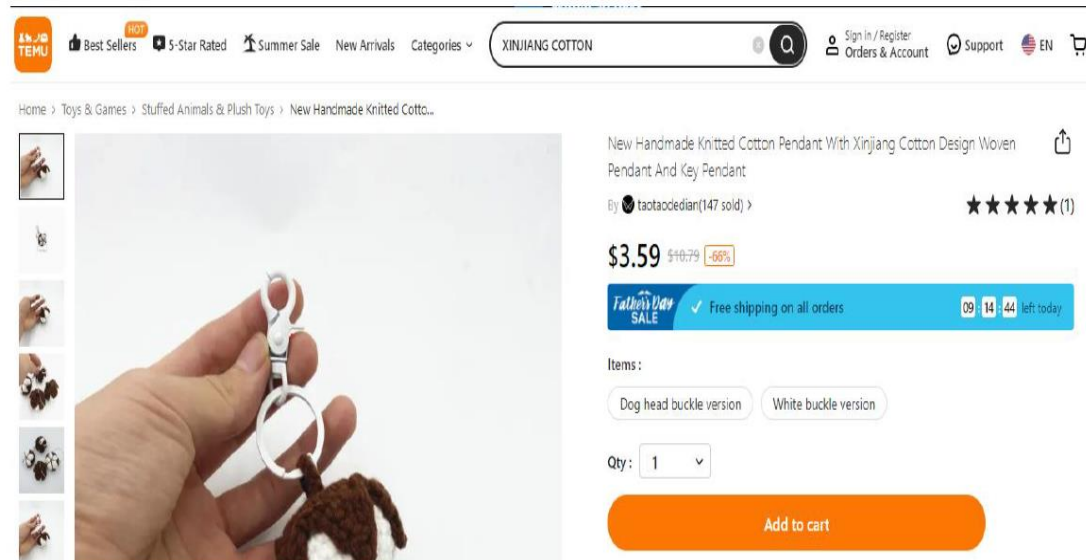 TEMU
Best Sellers
HOT
5-Star Rated
Summer Sale
New Arrivals
Categories
XINJIANG COTTON
Sign in / Register
Orders & Account
Support
EN
Home > Toys & Games > Stuffed Animals & Plush Toys > New Handmade Knitted Cotto...
New Handmade Knitted Cotton Pendant With Xinjiang Cotton Design Woven
Pendant And Key Pendant
By taotaodedian(147 sold) >
(1)
$3.59 $10.79 -66%
Father's Day
SALE
Free shipping on all orders
09 : 14 : 44 left today
Items :
Dog head buckle version
White buckle version
Qty : 1
Add to cart